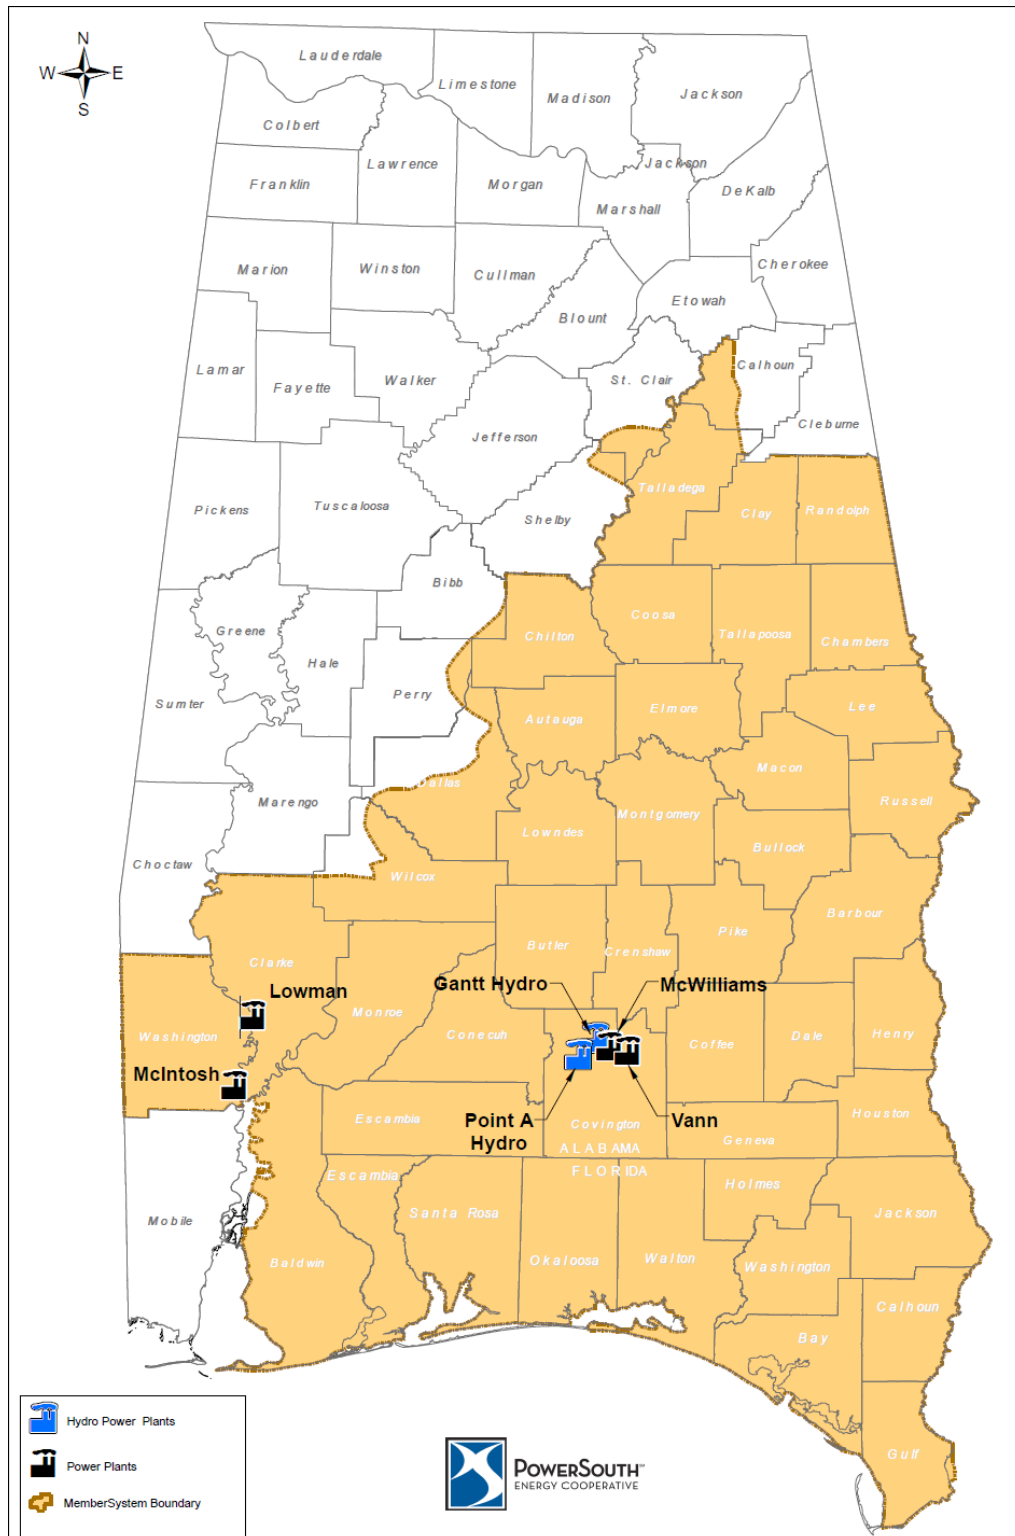 N
W E
S
Lauderdale
Limestone
Madison
Jackson
Colbert
Lawrence
Jackson
Franklin
Morgan
DeKalb
Marshall
Marion
Winston
Cullman
Cherokee
Etowah
Blount
Lamar
Fayette
Walker
St. Clair
Calhoun
Jefferson
Cleburne
Talladega
Pickens
Tuscaloosa
Shelby
Clay
Randolph
Bibb
Greene
Hale
Chilton
Coosa
Tallapoosa
Chambers
Sumter
Perry
Autauga
Elmore
Lee
Macon
Dallas
Marengo
Montgomery
Russell
Lowndes
Bullock
Choctaw
Wilcox
Barbour
Butler
Crenshaw
Pike
Clarke
Gantt Hydro
McWilliams
Lowman
Monroe
Washington
Conecuh
Coffee
Dale
Henry
McIntosh
Escambia
Point A
Hydro
Covington
Vann
Geneva
Houston
ALABAMA
FLORIDA
Escambia
Holmes
Mobile
Santa Rosa
Jackson
Baldwin
Okaloosa
Walton
Washington
Calhoun
Bay
Gulf
Hydro Power Plants
Power Plants
MemberSystem Boundary
POWERSOUTH™
ENERGY COOPERATIVE